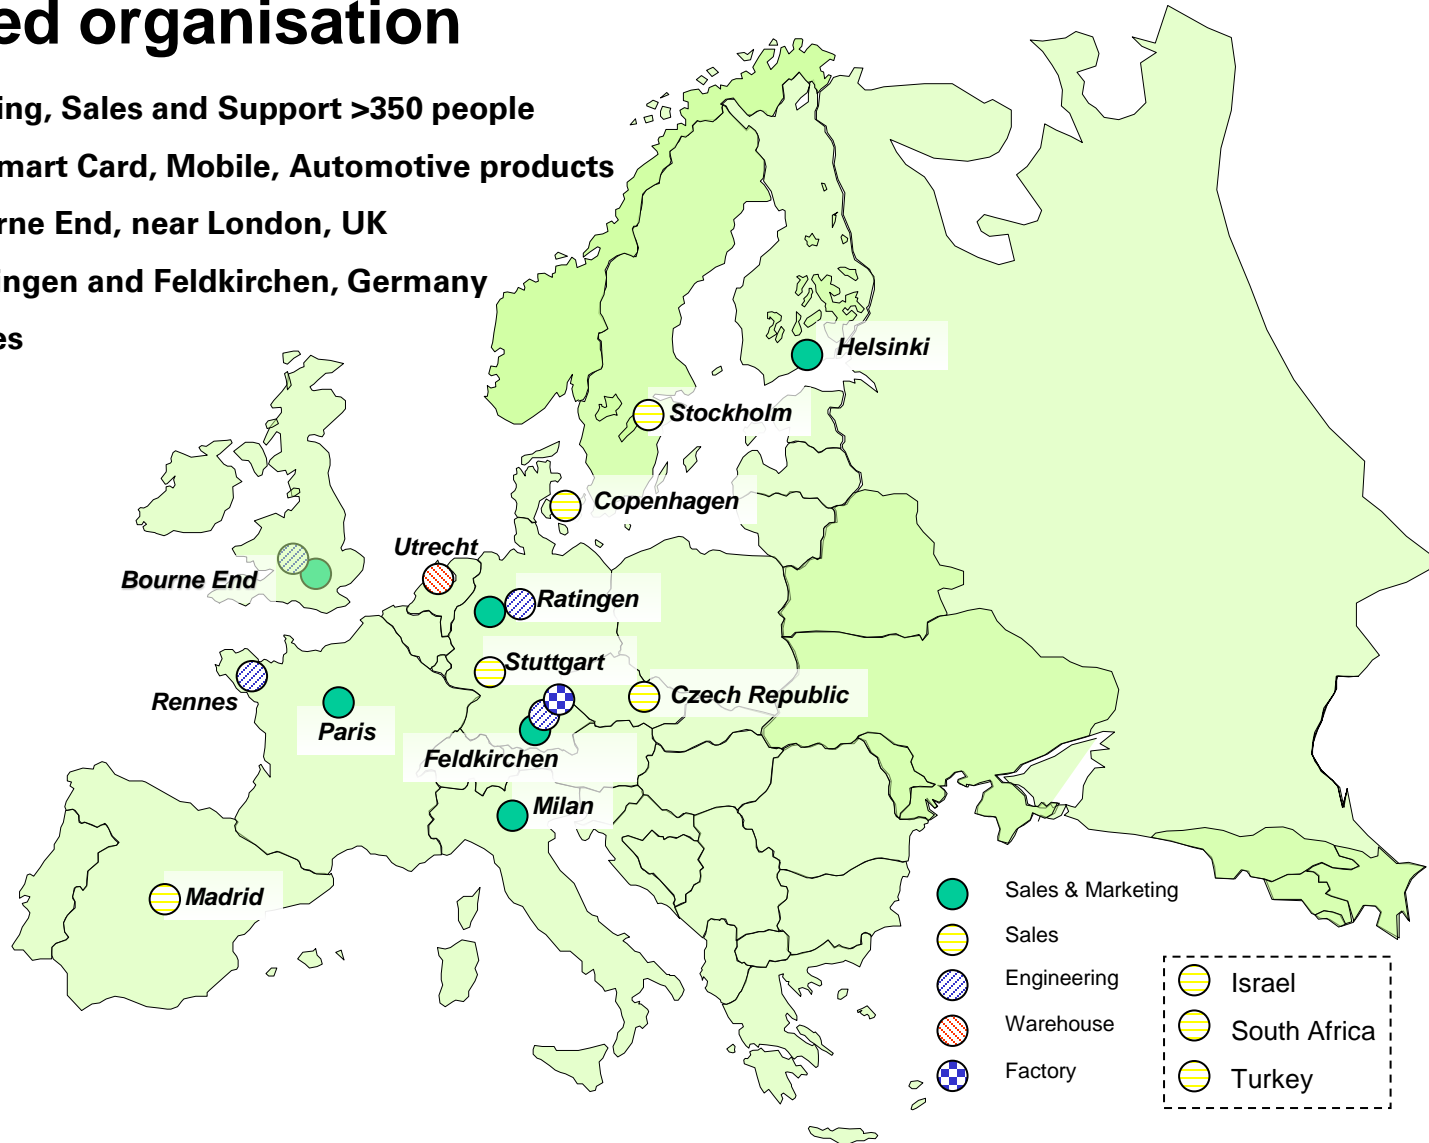 ed organisation
ing, Sales and Support >350 people
mart Card, Mobile, Automotive products
rne End, near London, UK
ingen and Feldkirchen, Germany
es
Helsinki
Stockholm
Copenhagen
Utrecht
Bourne End
Ratingen
Stuttgart
Rennes
Czech Republic
Paris
Feldkirchen
Milan
Madrid
Sales & Marketing
Sales
Engineering
Warehouse
Factory
Israel
South Africa
Turkey